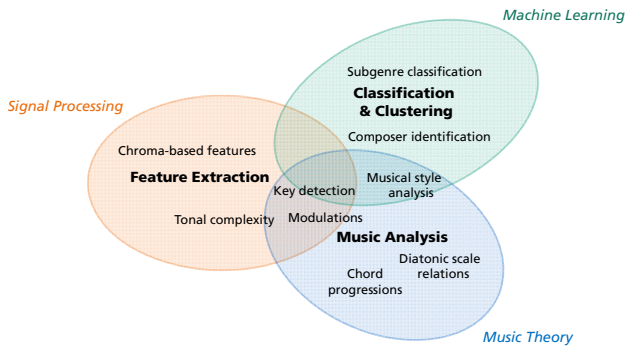 Machine Learning
Subgenre classification
Classification
& Clustering
Composer identification
Signal Processing
Chroma-based features
Feature Extraction
Tonal complexity
Key detection
Modulations
Musical style
analysis
Music Analysis
Diatonic scale
relations
Chord
progressions
Music Theory